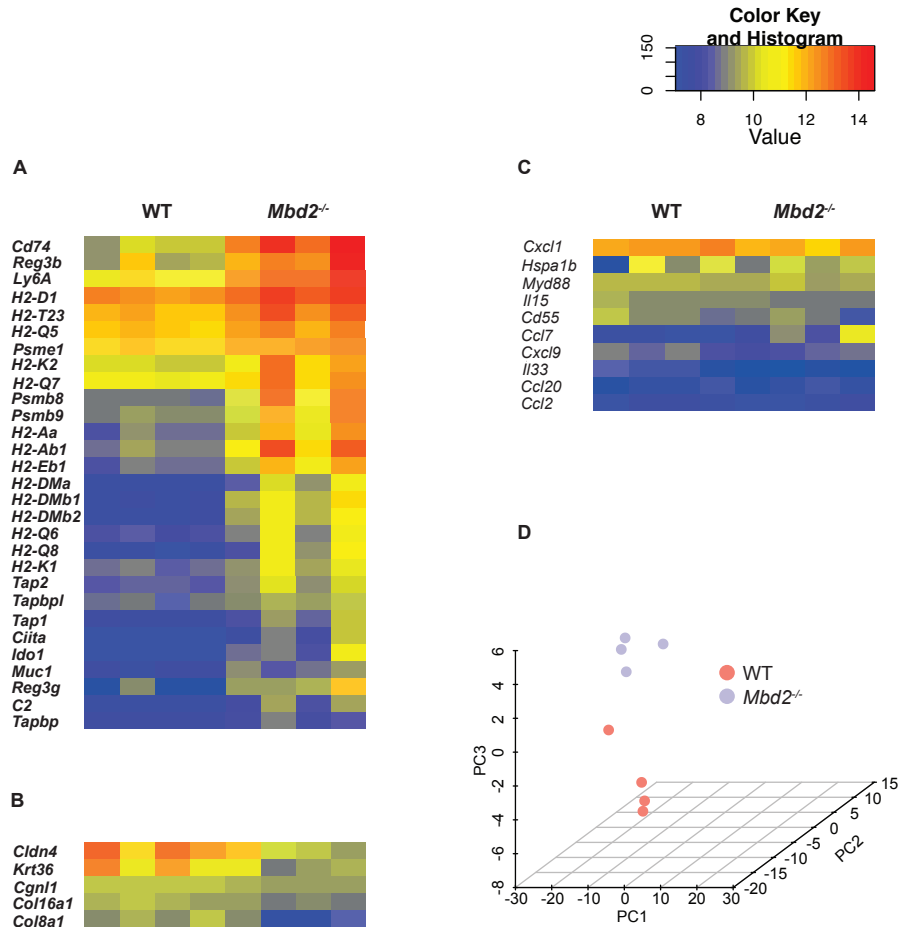 Color Key
and Histogram
150
0
8 10 12 14
Value
A
WT Mbd2-/-
Cd74
Reg3b
Ly6A
H2-D1
H2-T23
H2-Q5
Psme1
H2-K2
H2-Q7
Psmb8
Psmb9
H2-Aa
H2-Ab1
H2-Eb1
H2-DMa
H2-DMb1
H2-DMb2
H2-Q6
H2-Q8
H2-K1
Tap2
Tapbpl
Tap1
Ciita
Ido1
Muc1
Reg3g
C2
Tapbp
B
Cldn4
Krt36
Cgnl1
Col16a1
Col8a1
C
WT Mbd2-/-
Cxcl1
Hspa1b
Myd88
Il15
Cd55
Ccl7
Cxcl9
Il33
Ccl20
Ccl2
D
WT
Mbd2-/-
6
4
2
0
-2
-4
-6
-8
PC3
-30 -20 -10 0 10 20 30
PC1
-20
-15
-10
-5
0
5
10
15
PC2